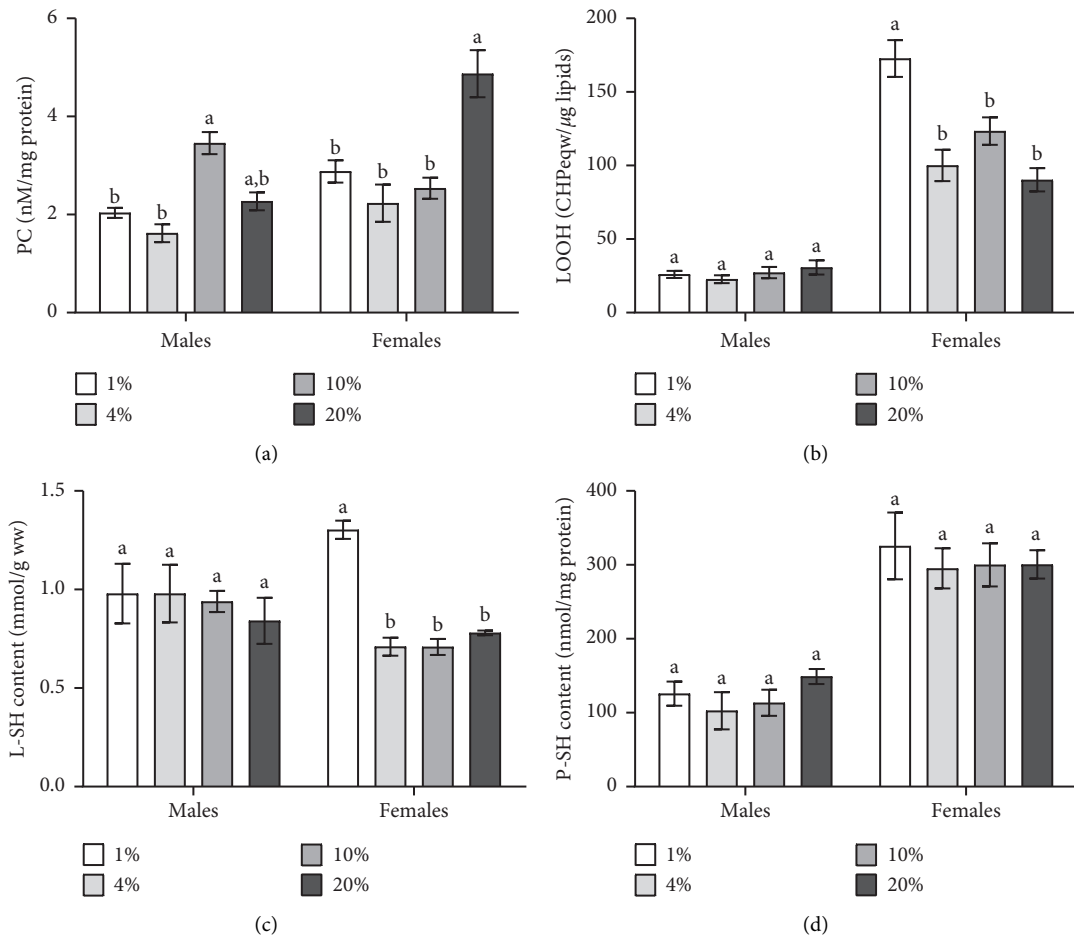 PC (nM/mg protein)
6
4
2
0
b
b
a
a,b
b
b
b
a
Males
Females
1%
10%
4%
20%
(a)
LOOH (CHPeqw/µg lipids)
200
150
100
50
0
a
a
a
a
a
b
b
b
Males
Females
1%
10%
4%
20%
(b)
L-SH content (mmol/g ww)
1.5
1.0
0.5
0.0
a
a
a
a
a
b
b
b
Males
Females
1%
10%
4%
20%
(c)
P-SH content (nmol/mg protein)
400
300
200
100
0
a
a
a
a
a
a
a
a
Males
Females
1%
10%
4%
20%
(d)